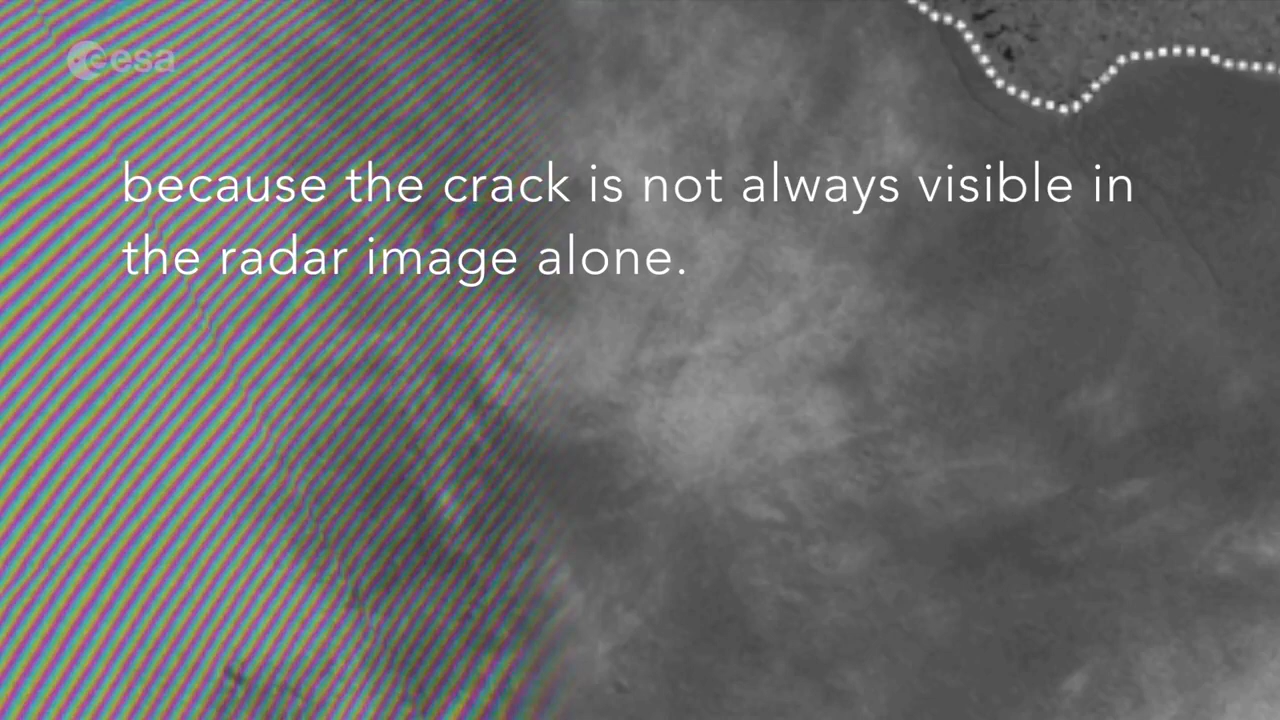 esa
because the crack is not always visible in
the radar image alone.